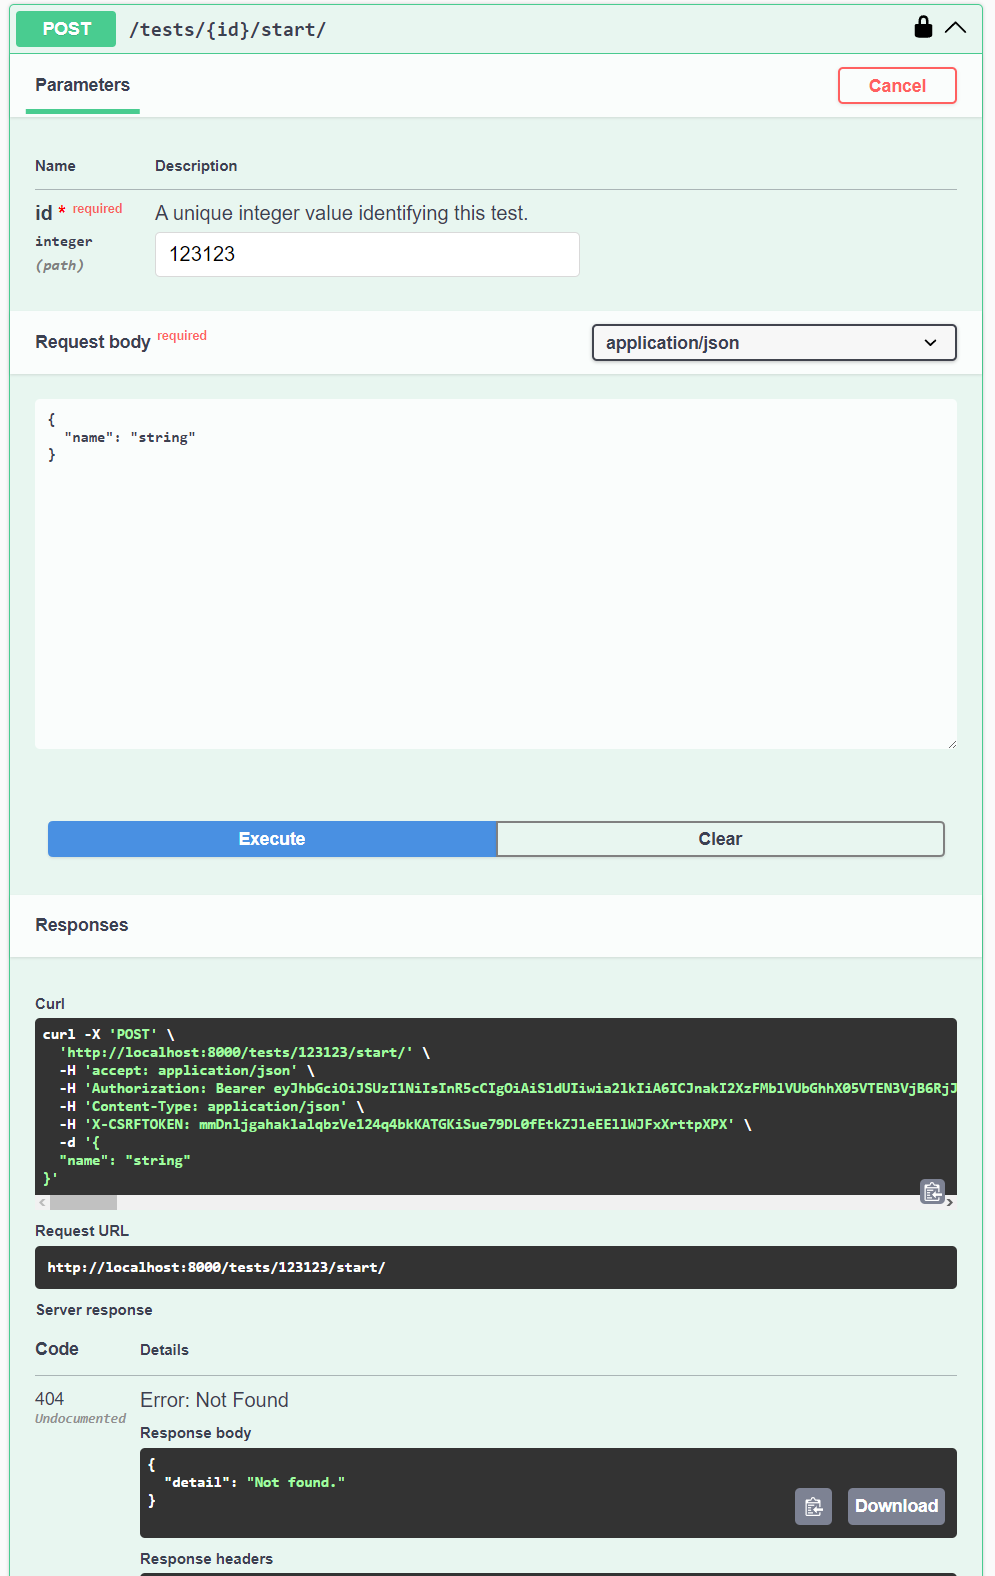 POST /tests/{id}/start/
Parameters
Cancel
Name Description
id * required
A unique integer value identifying this test.
integer
(path)
123123
Request body required
application/json
{
  "name": "string"
}
Execute
Clear
Responses
Curl
curl -X 'POST' \
  'http://localhost:8000/tests/123123/start/' \
  -H 'accept: application/json' \
  -H 'Authorization: Bearer
  -H 'Content-Type: application/json' \
  -H 'X-CSRFTOKEN:
  -d '{
  "name": "string"
}'
Request URL
http://localhost:8000/tests/123123/start/
Server response
Code Details
404
Undocumented
Error: Not Found
Response body
{
  "detail": "Not found."
}
Download
Response headers